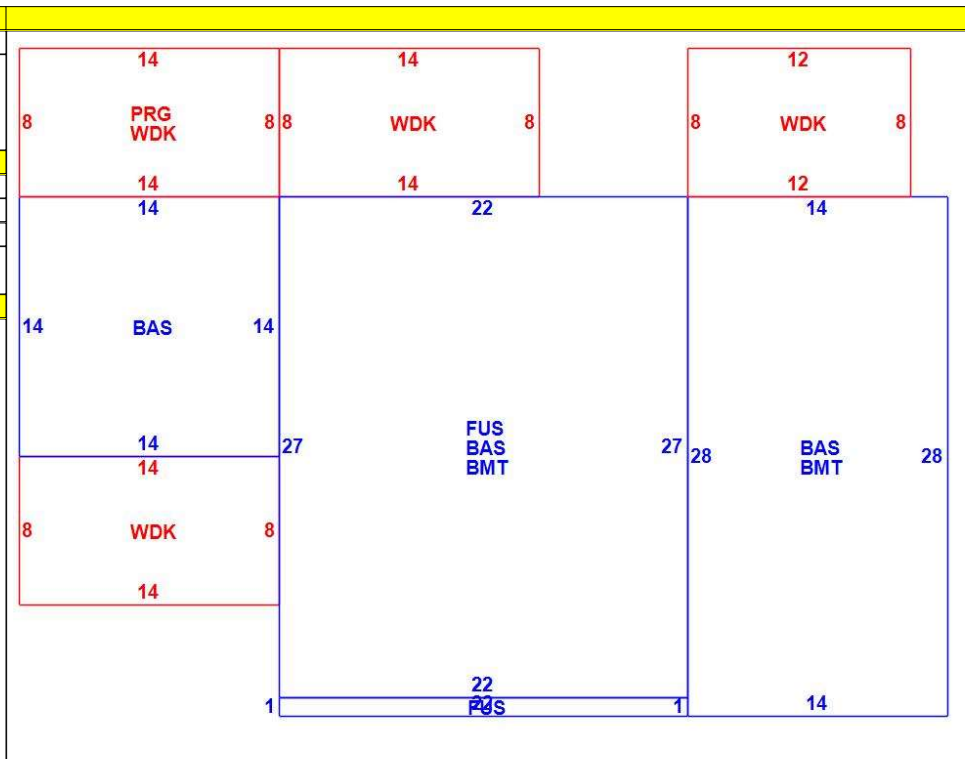 14 14 12
8 PRG 8 8 WDK 8 8 WDK 8
WDK
14 14 12
14 22 14
14 BAS 14
14 27 FUS 27 28 BAS 28
14 BAS BMT
BMT
8 WDK 8
14
22
1 22 1 14
FUS